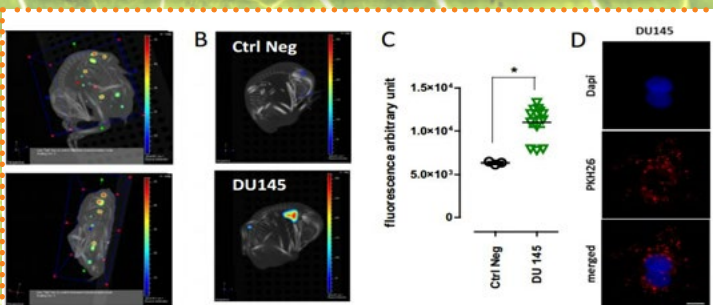 B
Ctrl Neg
DU145
C
fluorescence arbitrary unit
1.5×10⁴
1.0×10⁴
5.0×10³
0
*
Ctrl Neg
DU 145
D
DU145
Dapi
PKH26
merged